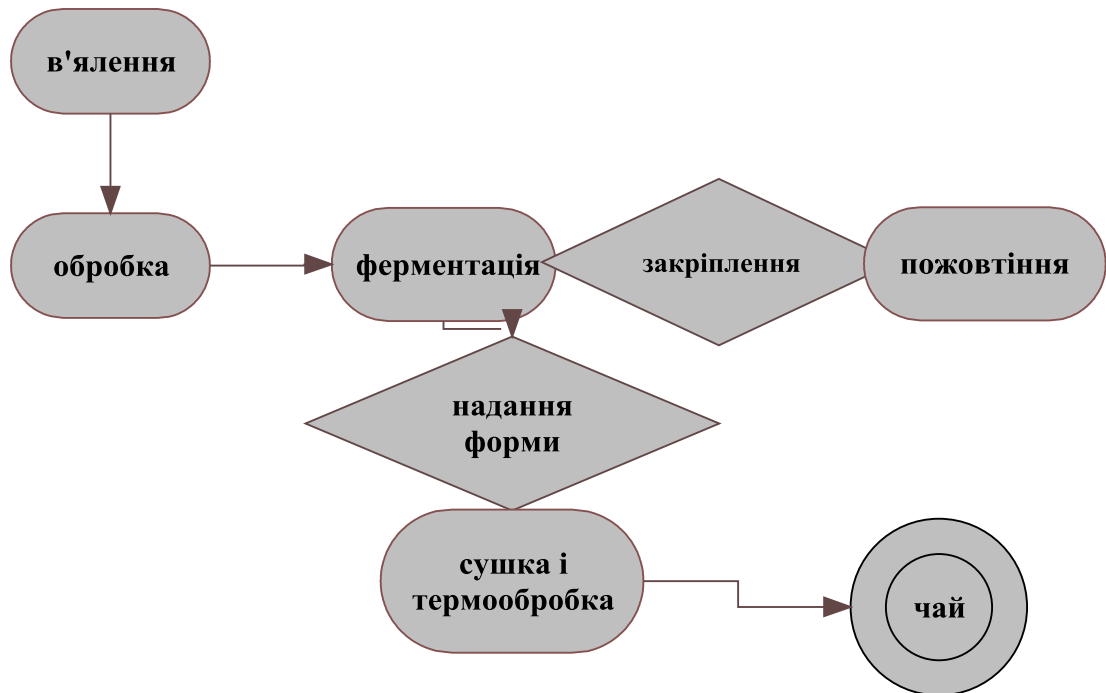 в'ялення
обробка
ферментація
закріплення
пожовтіння
надання
форми
сушка і
термообробка
чай